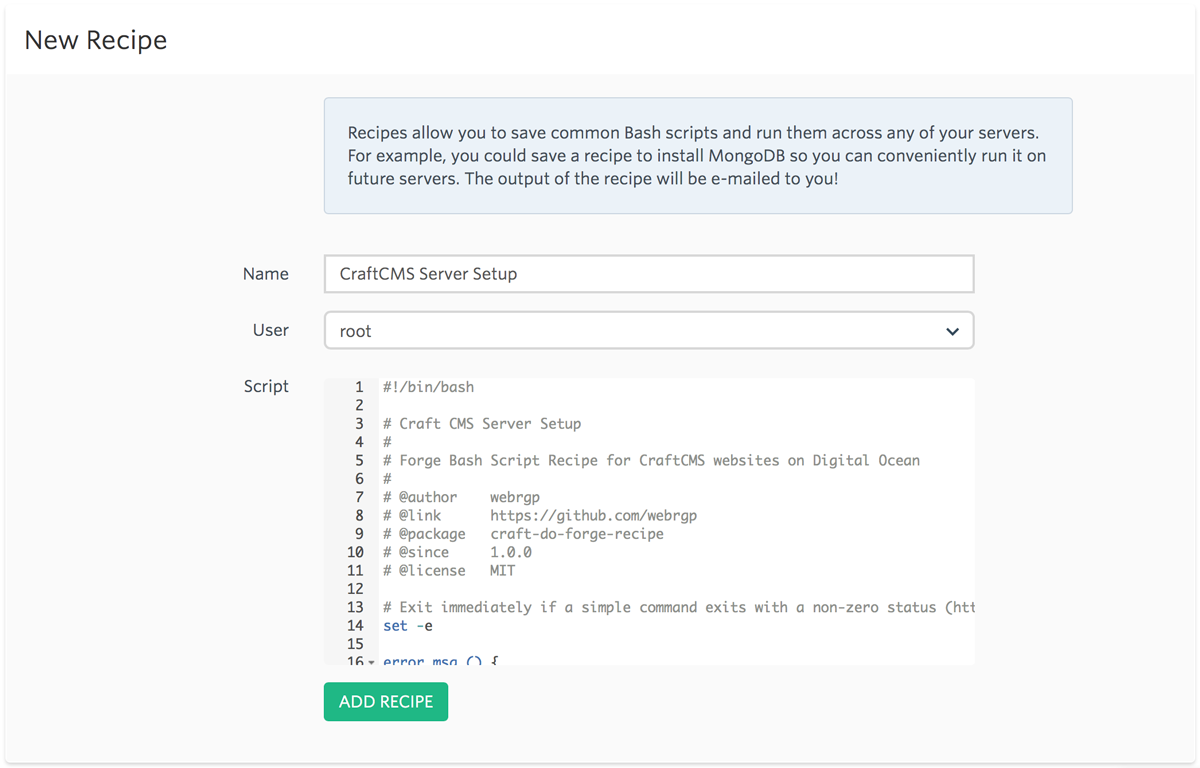 New Recipe
Recipes allow you to save common Bash scripts and run them across any of your servers.
For example, you could save a recipe to install MongoDB so you can conveniently run it on
future servers. The output of the recipe will be e-mailed to you!
Name CraftCMS Server Setup
User root
Script
1 #!/bin/bash
2
3 # Craft CMS Server Setup
4 #
5 # Forge Bash Script Recipe for CraftCMS websites on Digital Ocean
6 #
7 # @author webrgp
8 # @link https://github.com/webrgp
9 # @package craft-do-forge-recipe
10 # @since 1.0.0
11 # @license MIT
12
13 # Exit immediately if a simple command exits with a non-zero status (htt
14 set -e
15
16 error_msg () {
ADD RECIPE